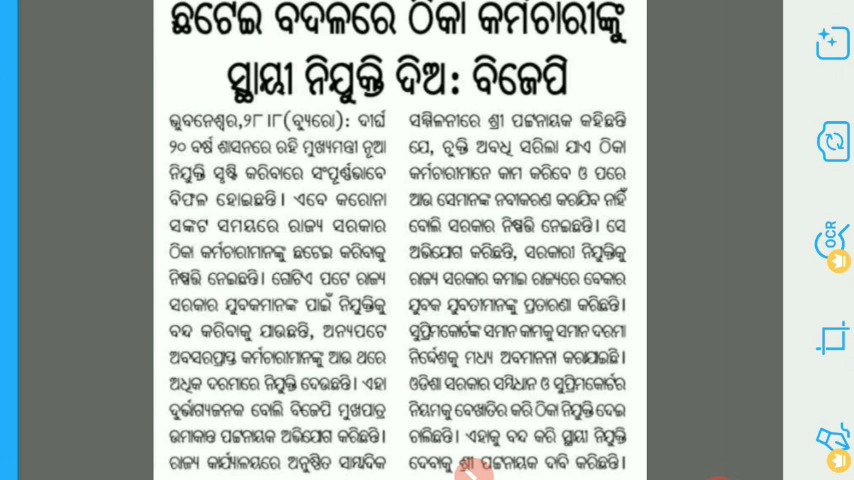 ଛଟେଇ ବଦଳରେ ଠିକା କର୍ମଚାରୀଙ୍କୁ
ସ୍ଥାୟୀ ନିଯୁକ୍ତି ଦିଅ: ବିଜେପି
ଭୁବନେଶ୍ୱର,୨୮।୮(ବ୍ୟୁରୋ): ଦୀର୍ଘ
୨୦ ବର୍ଷ ଶାସନରେ ରହି ମୁଖ୍ୟମନ୍ତ୍ରୀ ନୂଆ
ନିଯୁକ୍ତି ସୃଷ୍ଟି କରିବାରେ ସଂପୂର୍ଣ୍ଣଭାବେ
ବିଫଳ ହୋଇଛନ୍ତି। ଏବେ କରୋନା
ସଙ୍କଟ ସମୟରେ ରାଜ୍ୟ ସରକାର
ଠିକା କର୍ମଚାରୀମାନଙ୍କୁ ଛଟେଇ କରିବାକୁ
ନିଷ୍ପତ୍ତି ନେଇଛନ୍ତି। ଗୋଟିଏ ପଟେ ରାଜ୍ୟ
ସରକାର ଯୁବକମାନଙ୍କ ପାଇଁ ନିଯୁକ୍ତିକୁ
ବନ୍ଦ କରିବାକୁ ଯାଉଛନ୍ତି, ଅନ୍ୟପଟେ
ଅବସରପ୍ରାପ୍ତ କର୍ମଚାରୀମାନଙ୍କୁ ଆଉ ଥରେ
ଅଧିକ ଦରମାରେ ନିଯୁକ୍ତି ଦେଉଛନ୍ତି। ଏହା
ଦୁର୍ଭାଗ୍ୟଜନକ ବୋଲି ବିଜେପି ମୁଖପାତ୍ର
ଉମାକାନ୍ତ ପଟ୍ଟନାୟକ ଅଭିଯୋଗ କରିଛନ୍ତି।
ରାଜ୍ୟ କାର୍ଯ୍ୟାଳୟରେ ଅନୁଷ୍ଠିତ ସାମ୍ବାଦିକ
ସମ୍ମିଳନୀରେ ଶ୍ରୀ ପଟ୍ଟନାୟକ କହିଛନ୍ତି
ଯେ, ଚୁକ୍ତି ଅବଧି ସରିଲା ଯାଏ ଠିକା
କର୍ମଚାରୀମାନେ କାମ କରିବେ ଓ ପରେ
ଆଉ ସେମାନଙ୍କ ନବୀକରଣ କରାଯିବ ନାହିଁ
ବୋଲି ସରକାର ନିଷ୍ପତ୍ତି ନେଇଛନ୍ତି। ସେ
ଅଭିଯୋଗ କରିଛନ୍ତି, ସରକାରୀ ନିଯୁକ୍ତିକୁ
ରାଜ୍ୟ ସରକାର କମାଇ ରାଜ୍ୟରେ ବେକାର
ଯୁବକ ଯୁବତୀମାନଙ୍କୁ ପ୍ରତାରଣା କରିଛନ୍ତି।
ସୁପ୍ରିମକୋର୍ଟଙ୍କ ସମାନ କାମକୁ ସମାନ ଦରମା
ନିର୍ଦ୍ଦେଶକୁ ମଧ୍ୟ ଅବମାନନା କରାଯାଇଛି।
ଓଡିଶା ସରକାର ସମ୍ବିଧାନ ଓ ସୁପ୍ରିମକୋର୍ଟର
ନିୟମକୁ ବେଖାତିର କରି ଠିକା ନିଯୁକ୍ତି ଦେଇ
ଚାଲିଛନ୍ତି। ଏହାକୁ ବନ୍ଦ କରି ସ୍ଥାୟୀ ନିଯୁକ୍ତି
ଦେବାକୁ ଶ୍ରୀ ପଟ୍ଟନାୟକ ଦାବି କରିଛନ୍ତି।
OCR